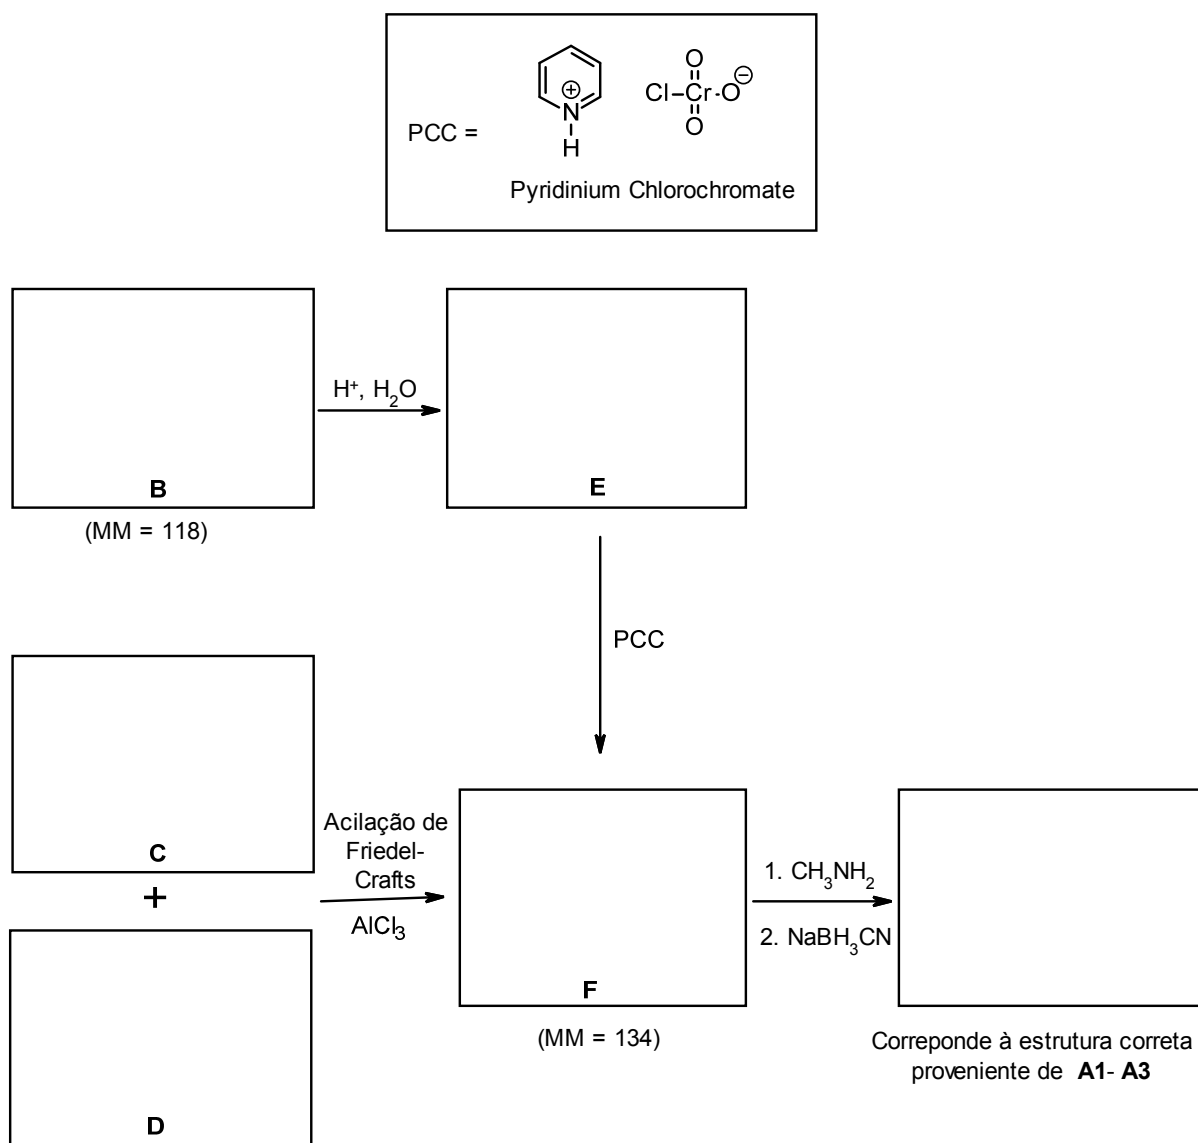 PCC =
N
H
O
Cl Cr O
O
Pyridinium Chlorochromate
B
(MM = 118)
H+, H2O
E
PCC
C
+
D
Acilação de
Friedel-
Crafts
AlCl3
F
(MM = 134)
1. CH3NH2
2. NaBH3CN
Correponde à estrutura correta
proveniente de A1- A3